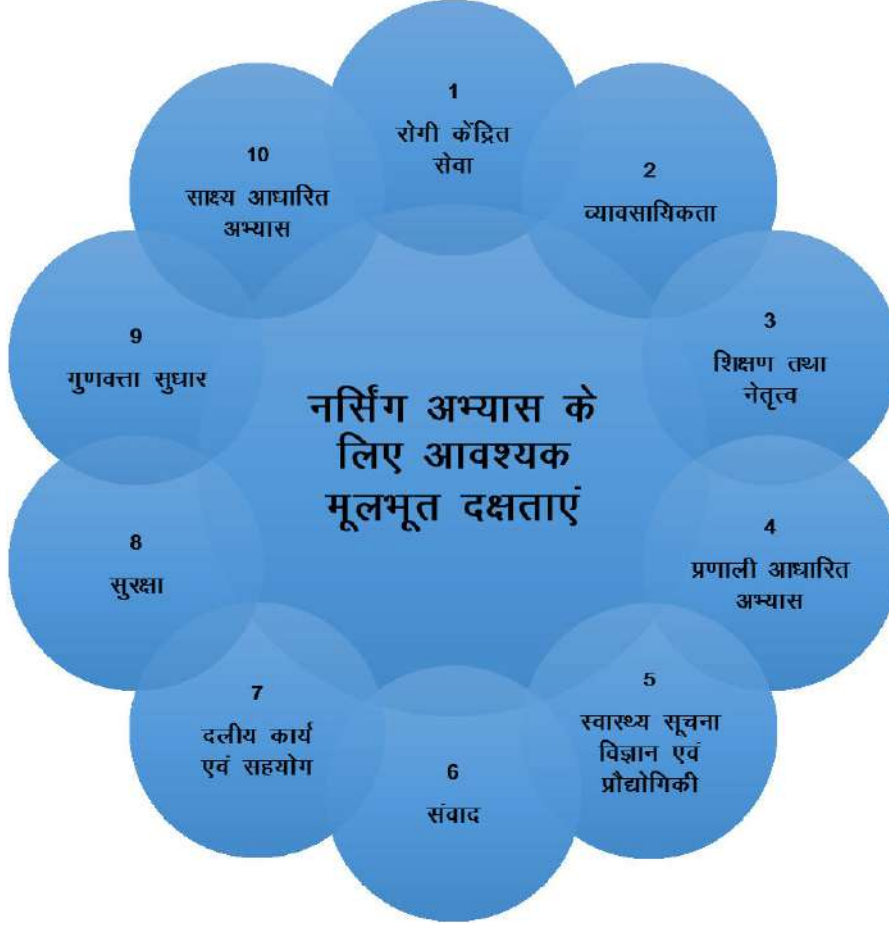 नर्सिंग अभ्यास के
लिए आवश्यक
मूलभूत दक्षताएं
1
रोगी केंद्रित
सेवा
2
व्यावसायिकता
3
शिक्षण तथा
नेतृत्त्व
4
प्रणाली आधारित
अभ्यास
5
स्वास्थ्य सूचना
विज्ञान एवं
प्रौद्योगिकी
6
संवाद
7
दलीय कार्य
एवं सहयोग
8
सुरक्षा
9
गुणवत्ता सुधार
10
साक्ष्य आधारित
अभ्यास